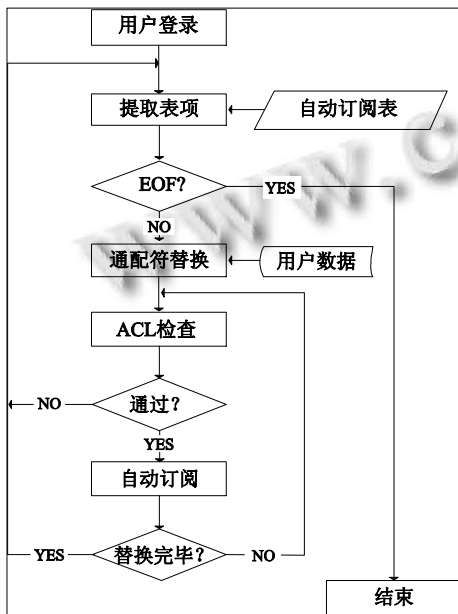 用户登录
提取表项
自动订阅表
EOF?
YES
NO
通配符替换
用户数据
ACL检查
通过?
NO
YES
自动订阅
替换完毕?
YES
NO
结束
www.c